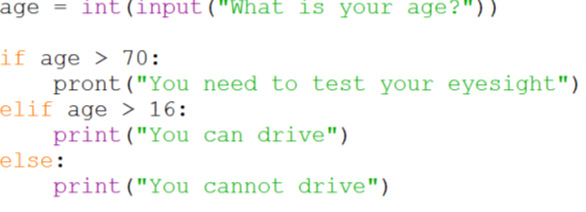 age = int(input("What is your age?"))
if age > 70:
    pront("You need to test your eyesight")
elif age > 16:
    print("You can drive")
else:
    print("You cannot drive")